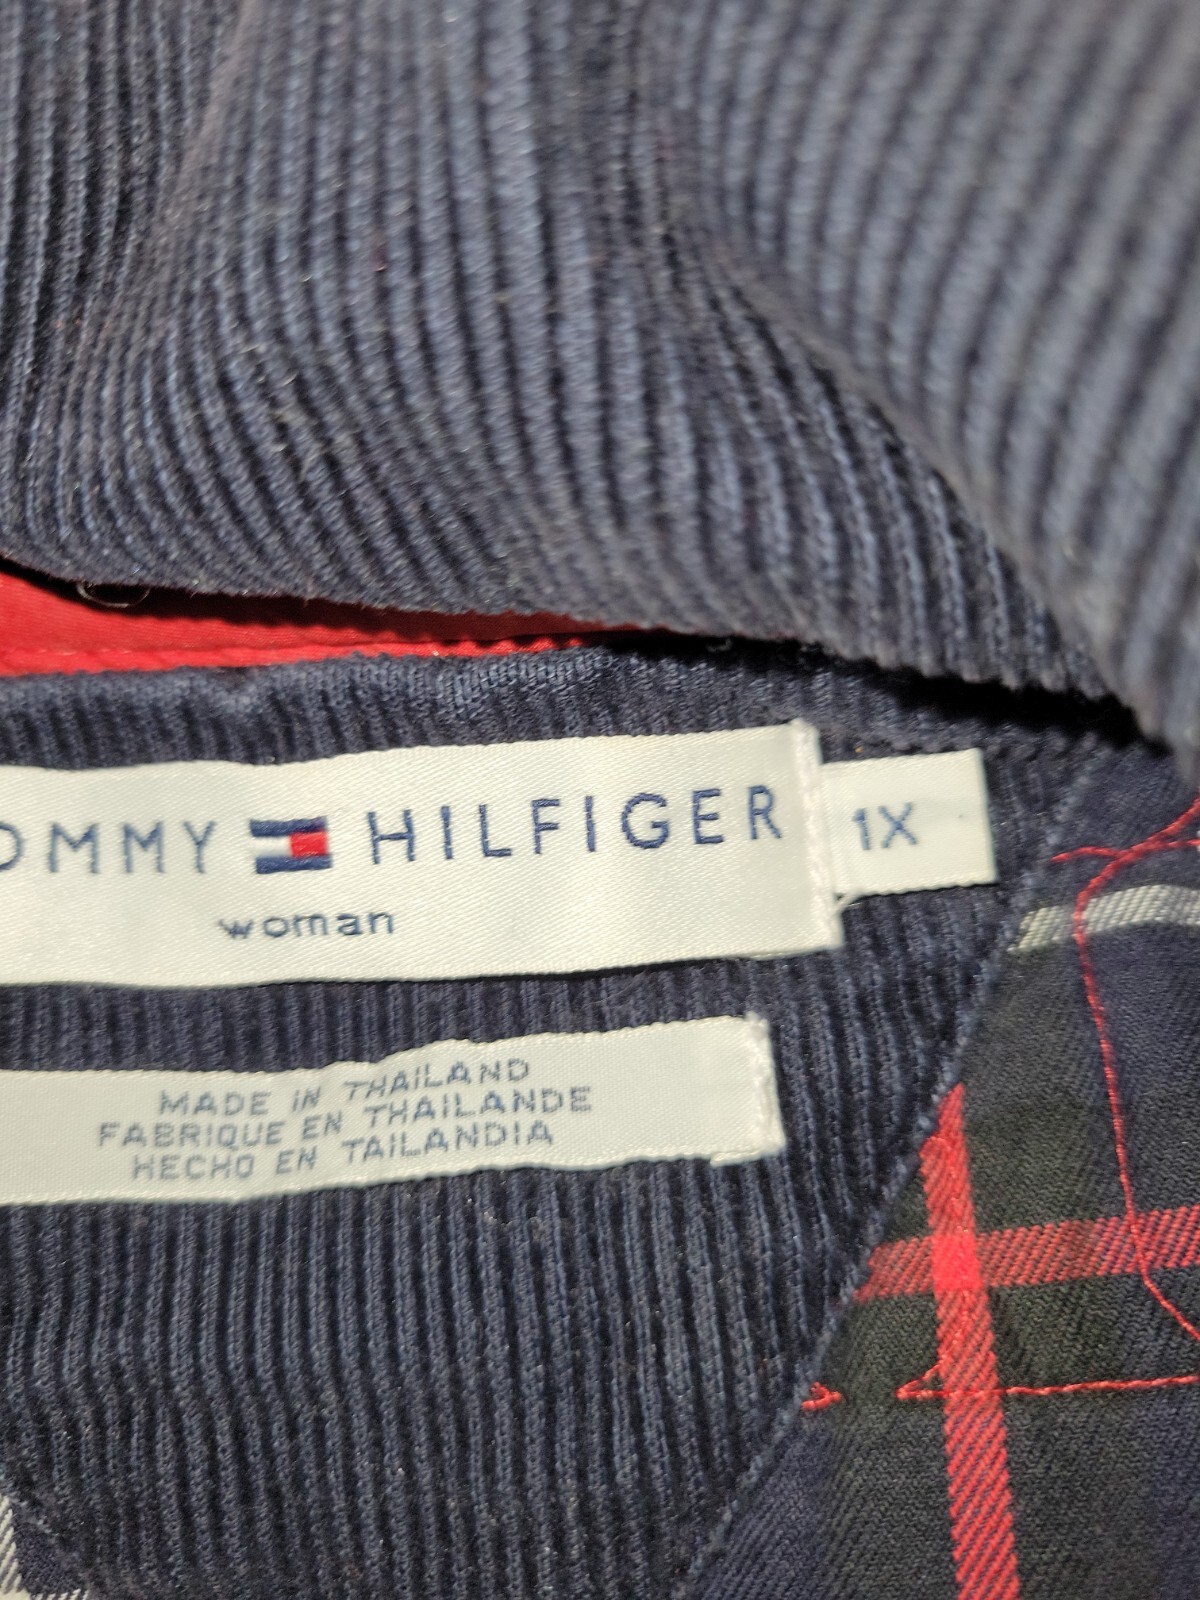 OMMY HILFIGER
1X
woman
MADE IN THAILAND
FABRIQUE EN THAILANDE
HECHO EN TAILANDIA